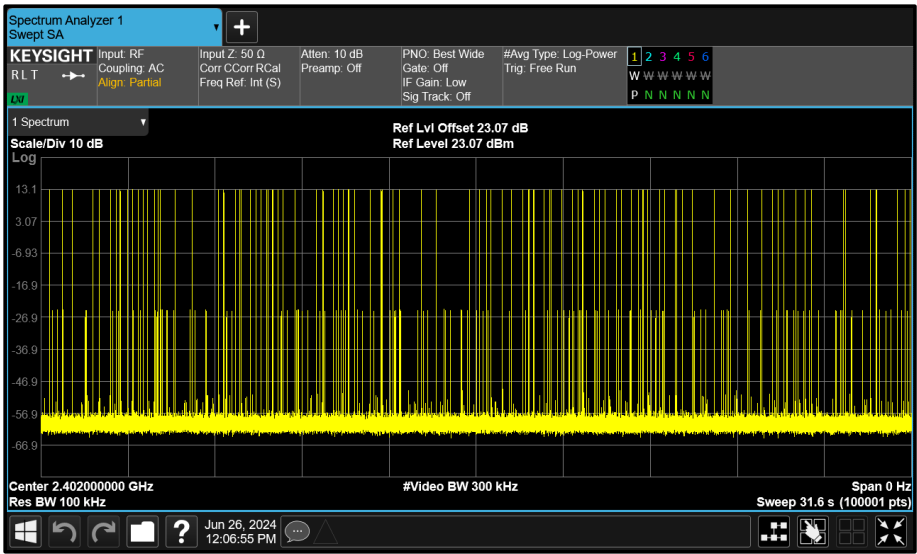 Spectrum Analyzer 1
Swept SA
+
KEYSIGHT
RLT
LXI
Input: RF
Coupling: AC
Align: Partial
Input Z: 50 Ω
Corr CCorr RCal
Freq Ref: Int (S)
Atten: 10 dB
Preamp: Off
PNO: Best Wide
Gate: Off
IF Gain: Low
Sig Track: Off
#Avg Type: Log-Power
Trig: Free Run
1 2 3 4 5 6
W W W W W W
P N N N N N
1 Spectrum
Scale/Div 10 dB
Ref Lvl Offset 23.07 dB
Ref Level 23.07 dBm
Log
13.1
3.07
-6.93
-16.9
-26.9
-36.9
-46.9
-56.9
-66.9
Center 2.402000000 GHz
#Video BW 300 kHz
Span 0 Hz
Res BW 100 kHz
Sweep 31.6 s (100001 pts)
?
Jun 26, 2024
12:06:55 PM